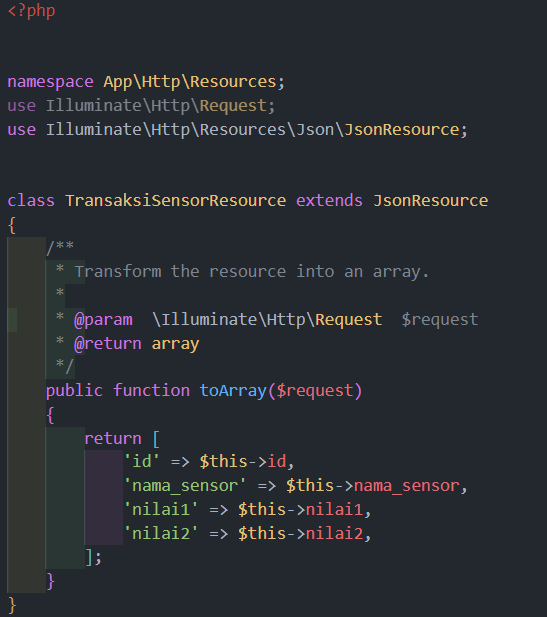 <?php
namespace App\Http\Resources;
use Illuminate\Http\Request;
use Illuminate\Http\Resources\Json\JsonResource;
class TransaksiSensorResource extends JsonResource
{
/**
* Transform the resource into an array.
*
* @param  \Illuminate\Http\Request  $request
* @return array
*/
public function toArray($request)
{
return [
'id' => $this->id,
'nama_sensor' => $this->nama_sensor,
'nilai1' => $this->nilai1,
'nilai2' => $this->nilai2,
];
}
}